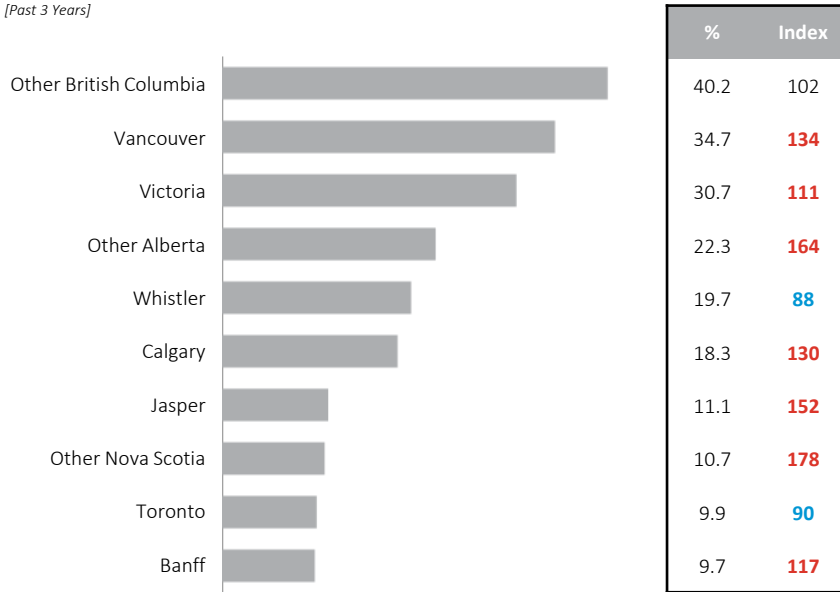 [Past 3 Years]
% Index
Other British Columbia 40.2 102
Vancouver 34.7 134
Victoria 30.7 111
Other Alberta 22.3 164
Whistler 19.7 88
Calgary 18.3 130
Jasper 11.1 152
Other Nova Scotia 10.7 178
Toronto 9.9 90
Banff 9.7 117